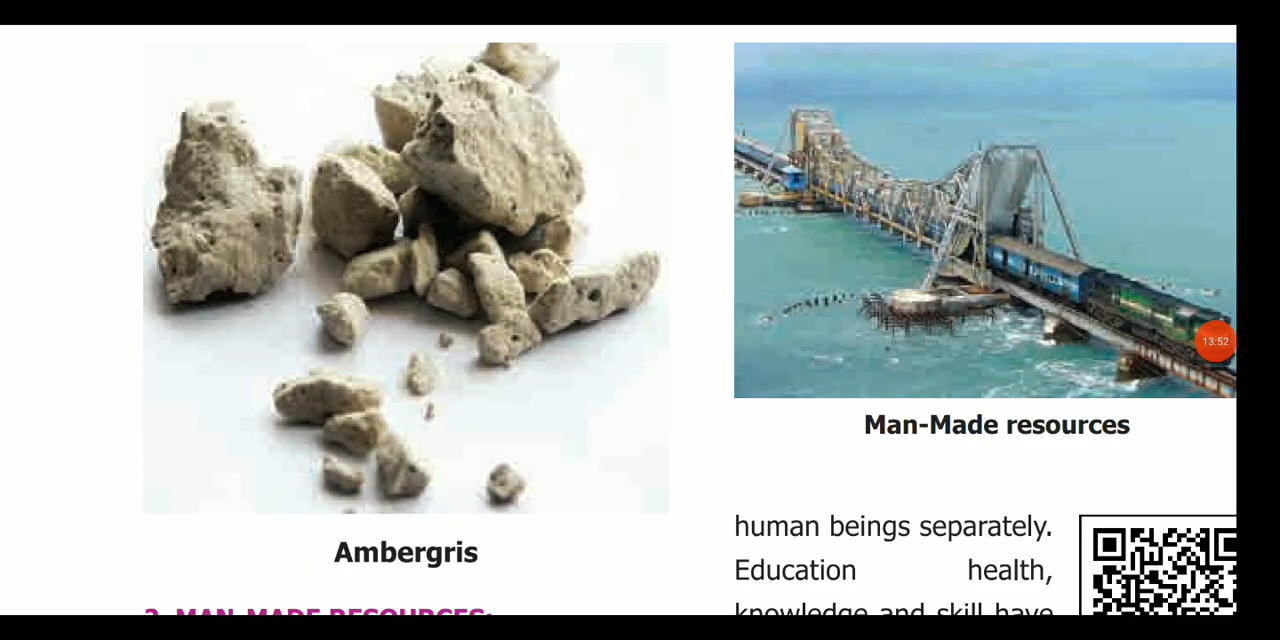 Ambergris
2. MAN-MADE RESOURCES:
Man-Made resources
13:52
human beings separately.
Education health,
knowledge and skill have